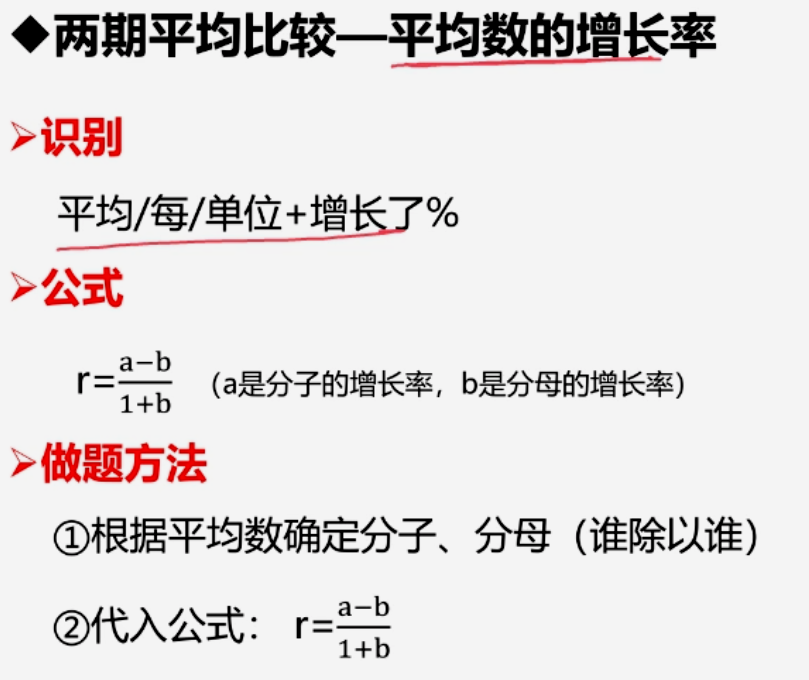 ◆两期平均比较—平均数的增长率
➢识别
平均/每/单位+增长了%
➢公式
r=\frac{a−b}{1+b} （a是分子的增长率，b是分母的增长率）
➢做题方法
①根据平均数确定分子、分母（谁除以谁）
②代入公式： r=\frac{a−b}{1+b}